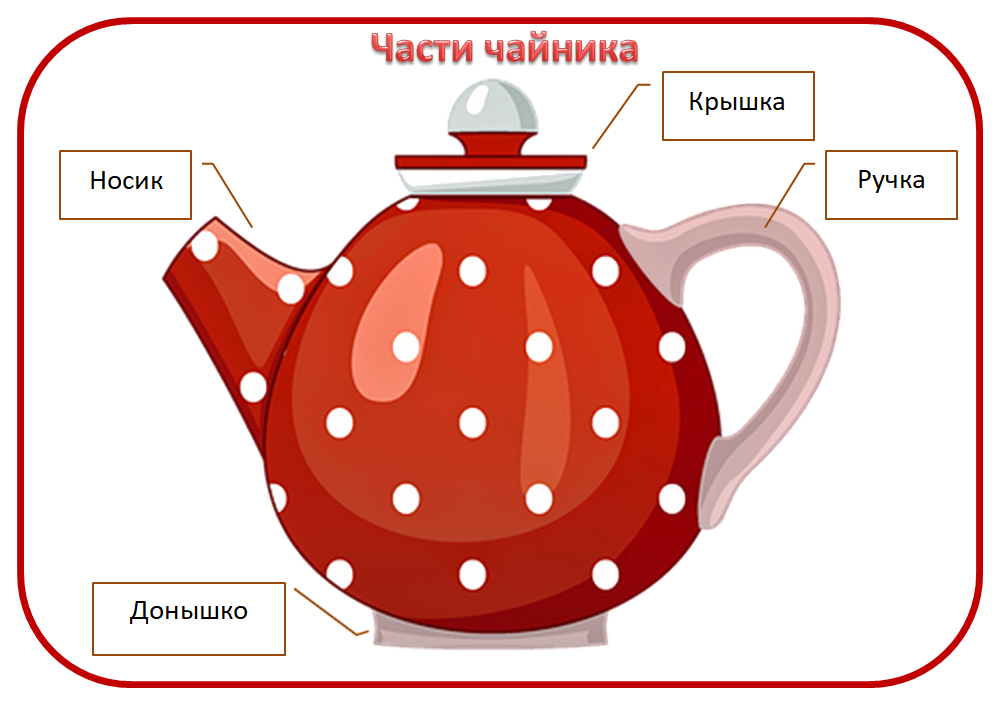 Части чайника
Крышка
Носик
Ручка
Донышко